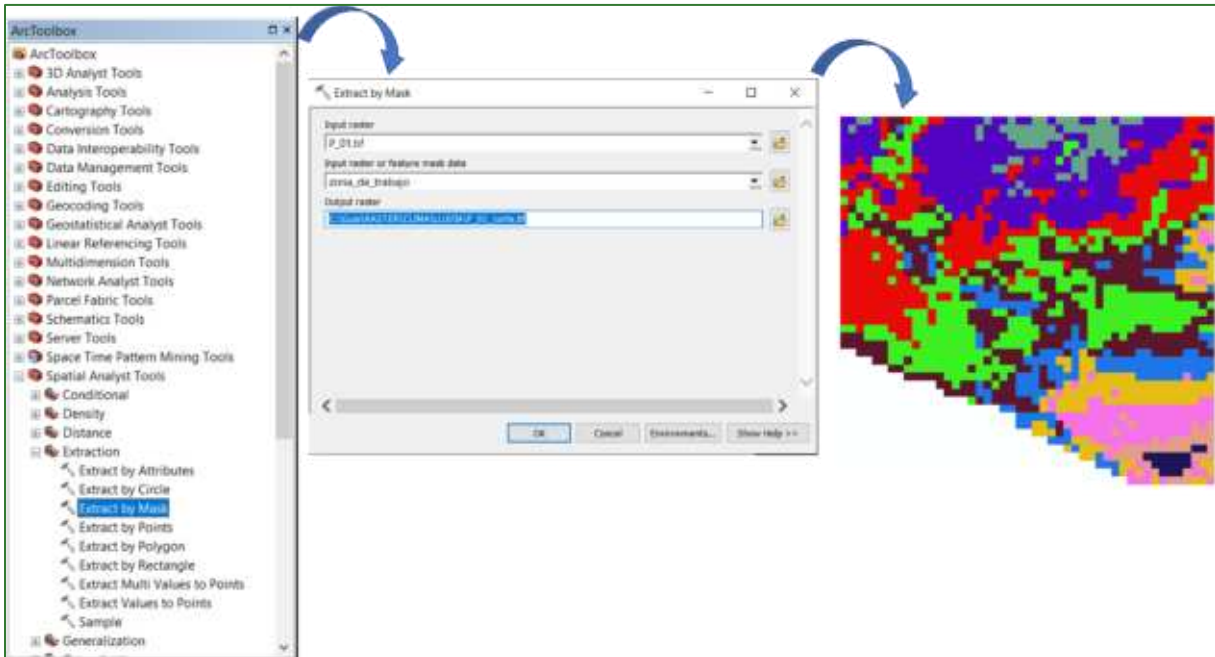 ArcToolbox
ArcToolbox
3D Analyst Tools
Analysis Tools
Cartography Tools
Conversion Tools
Data Interoperability Tools
Data Management Tools
Editing Tools
Geocoding Tools
Geostatistical Analyst Tools
Linear Referencing Tools
Multidimension Tools
Network Analyst Tools
Parcel Fabric Tools
Schematics Tools
Server Tools
Space Time Pattern Mining Tools
Spatial Analyst Tools
Conditional
Density
Distance
Extraction
Extract by Attributes
Extract by Circle
Extract by Mask
Extract by Points
Extract by Polygon
Extract by Rectangle
Extract Multi Values to Points
Extract Values to Points
Sample
Generalization
Extract by Mask
Input raster
P_01.tif
Input raster or feature mask data
zona_de_trabajo
Output raster
OK Cancel Environments... Show Help >>